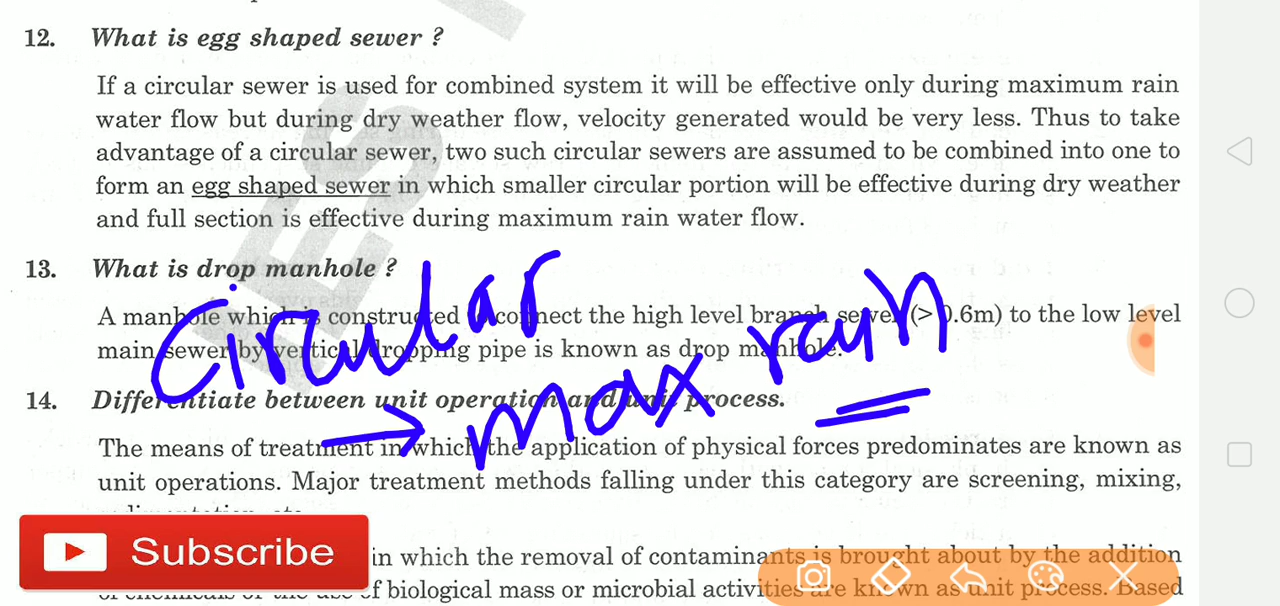 12. What is egg shaped sewer ?
If a circular sewer is used for combined system it will be effective only during maximum rain
water flow but during dry weather flow, velocity generated would be very less. Thus to take
advantage of a circular sewer, two such circular sewers are assumed to be combined into one to
form an egg shaped sewer in which smaller circular portion will be effective during dry weather
and full section is effective during maximum rain water flow.
13. What is drop manhole ?
A manhole which is constructed to connect the high level branch sewer (> 0.6m) to the low level
main sewer by vertical dropping pipe is known as drop manhole.
Circular
→ max rain
14. Differentiate between unit operation and unit process.
The means of treatment in which the application of physical forces predominates are known as
unit operations. Major treatment methods falling under this category are screening, mixing,
Subscribe
in which the removal of contaminants is brought about by the addition
of biological mass or microbial activities are known as unit process. Based